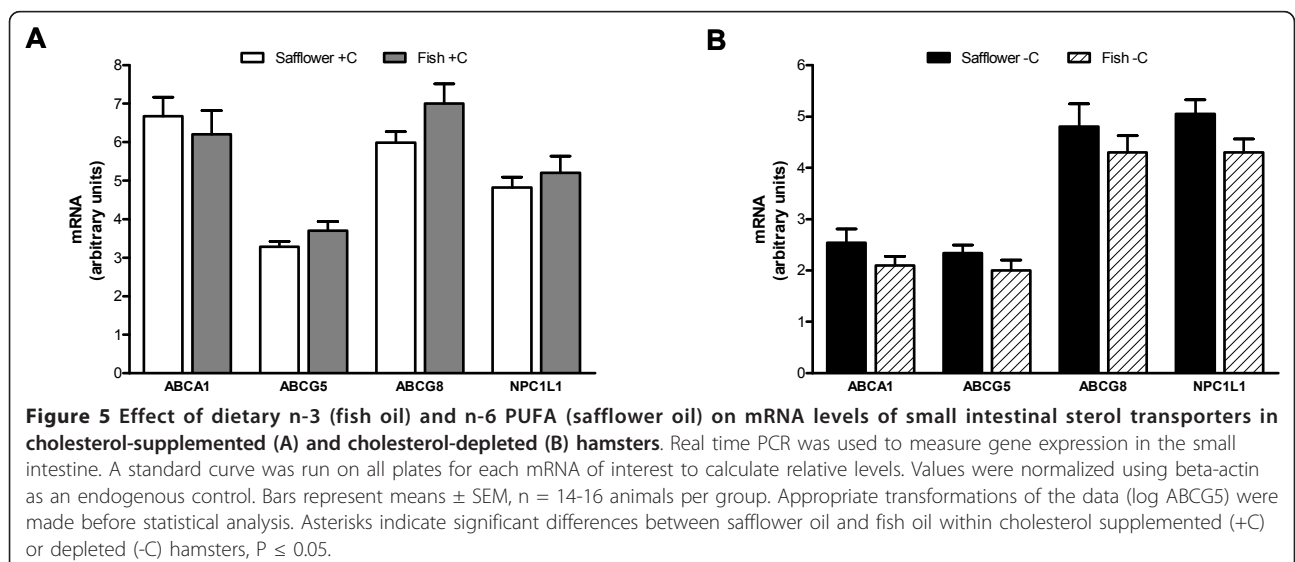 A
Safflower +C
Fish +C
8
7
6
5
4
3
2
1
0
mRNA
(arbitrary units)
ABCA1
ABCG5
ABCG8
NPC1L1
B
Safflower -C
Fish -C
6
5
4
3
2
1
0
mRNA
(arbitrary units)
ABCA1
ABCG5
ABCG8
NPC1L1
Figure 5 Effect of dietary n-3 (fish oil) and n-6 PUFA (safflower oil) on mRNA levels of small intestinal sterol transporters in
cholesterol-supplemented (A) and cholesterol-depleted (B) hamsters. Real time PCR was used to measure gene expression in the small
intestine. A standard curve was run on all plates for each mRNA of interest to calculate relative levels. Values were normalized using beta-actin
as an endogenous control. Bars represent means ± SEM, n = 14-16 animals per group. Appropriate transformations of the data (log ABCG5) were
made before statistical analysis. Asterisks indicate significant differences between safflower oil and fish oil within cholesterol supplemented (+C)
or depleted (-C) hamsters, P ≤ 0.05.